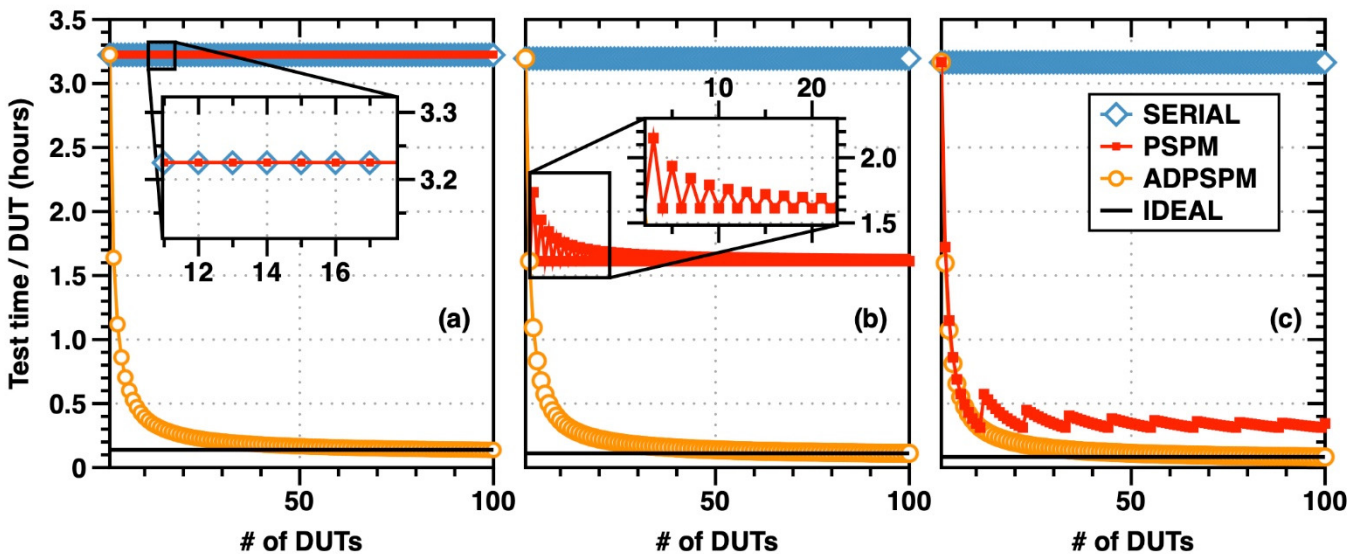 Test time / DUT (hours)
3.5
3.0
2.5
2.0
1.5
1.0
0.5
0
3.3
3.2
12 14 16
(a)
50 100
# of DUTs
10 20
2.0
1.5
(b)
50 100
# of DUTs
SERIAL
PSPM
ADPSPM
IDEAL
(c)
50 100
# of DUTs